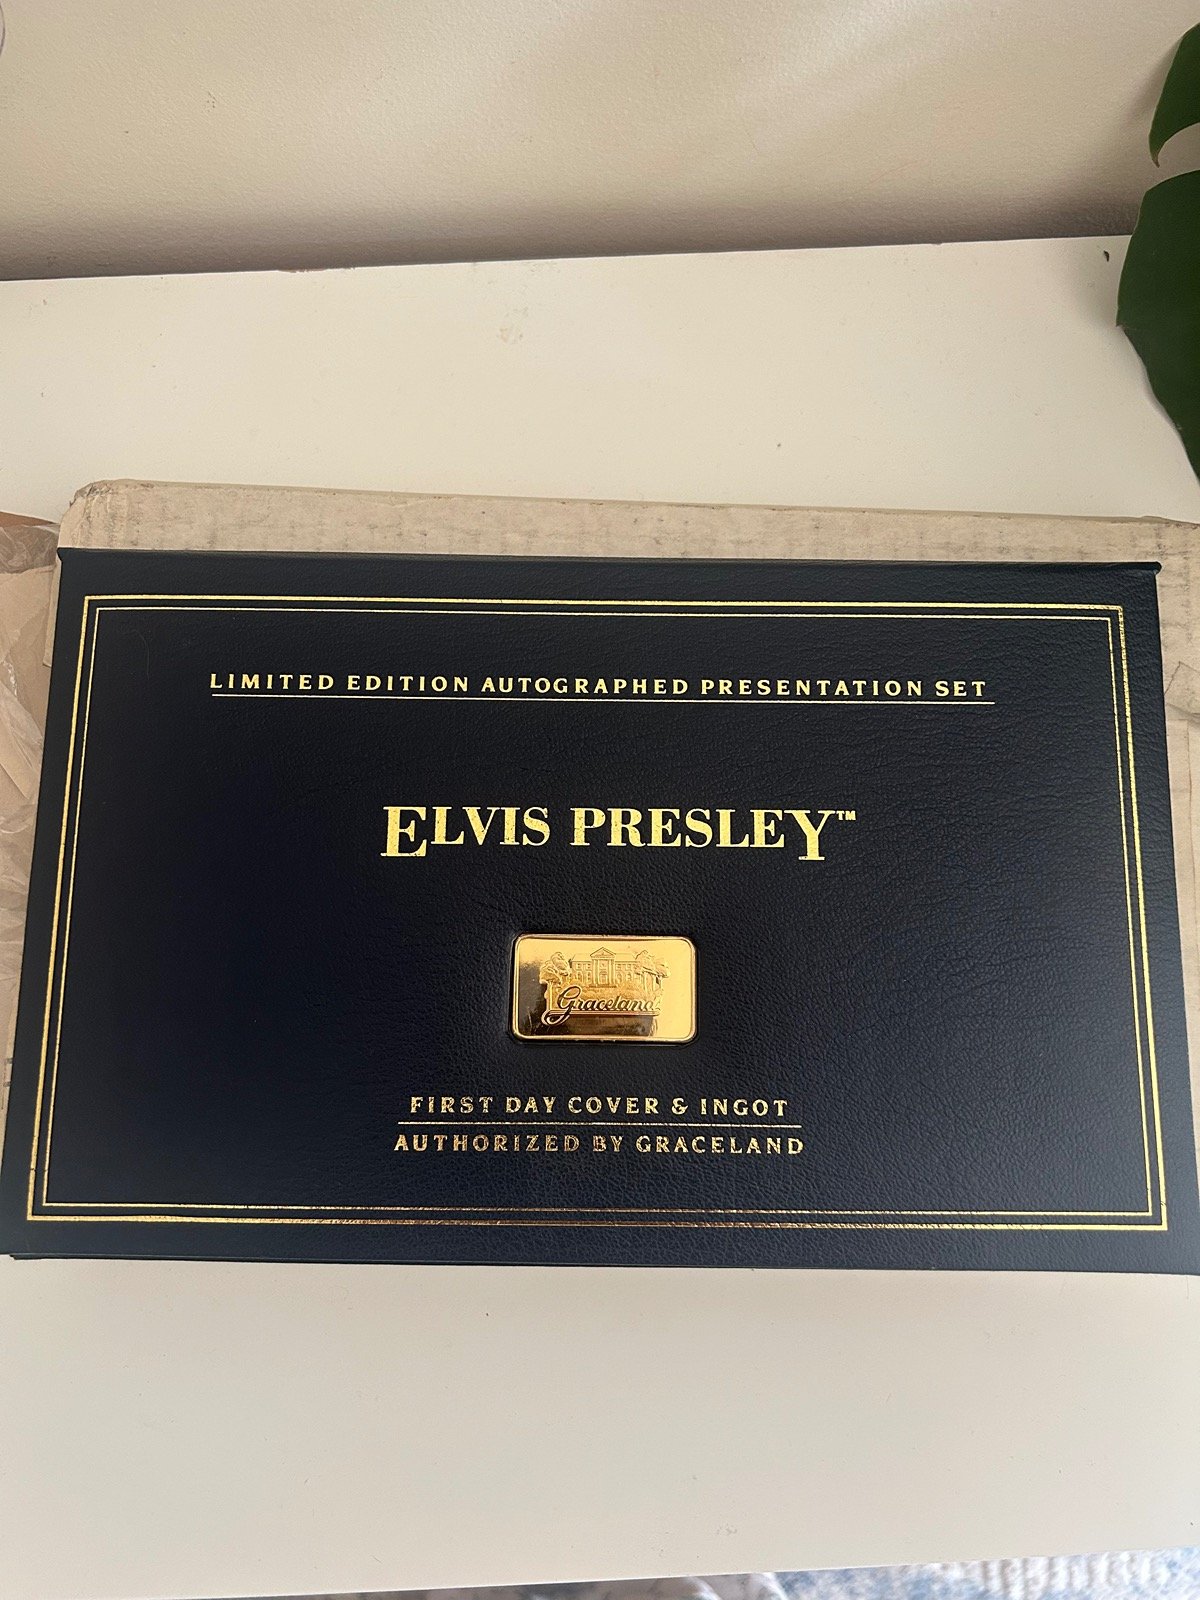 LIMITED EDITION AUTOGRAPHED PRESENTATION SET
ELVIS PRESLEY™
Graceland
FIRST DAY COVER & INGOT
AUTHORIZED BY GRACELAND